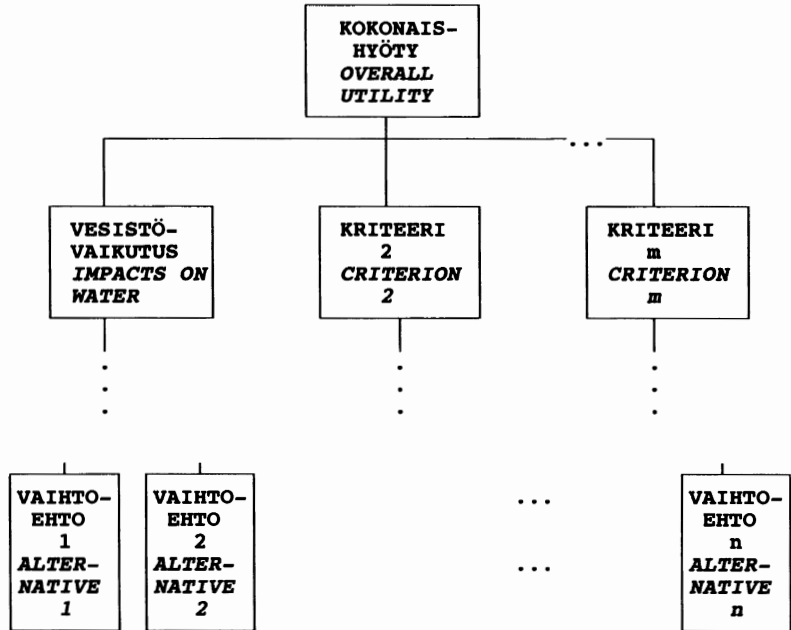 KOKONAIS-
HYÖTY
OVERALL
UTILITY
...
VESISTÖ-
VAIKUTUS
IMPACTS ON
WATER
KRITEERI
2
CRITERION
2
KRITEERI
m
CRITERION
m
VAIHTO-
EHTO
1
ALTER-
NATIVE
1
VAIHTO-
EHTO
2
ALTER-
NATIVE
2
...
...
VAIHTO-
EHTO
n
ALTER-
NATIVE
n